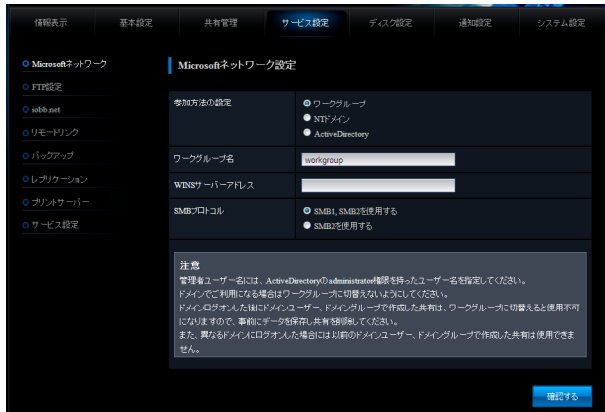 情報表示 基本設定 共有管理 サービス設定 ディスク設定 通知設定 システム設定
Microsoftネットワーク
FTP設定
iobb.net
リモートリンク
バックアップ
レプリケーション
プリントサーバー
サービス設定
Microsoftネットワーク設定
参加方法の設定
ワークグループ
NTドメイン
ActiveDirectory
ワークグループ名 workgroup
WINSサーバーアドレス
SMBプロトコル
SMB1, SMB2を使用する
SMB2を使用する
注意
管理者ユーザー名には、ActiveDirectoryのadministrator権限を持ったユーザー名を指定してください。
ドメインでご利用になる場合はワークグループに切替えないようにしてください。
ドメインログオンした後にドメインユーザー、ドメイングループで作成した共有は、ワークグループに切替えると使用不可
になりますので、事前にデータを保存し共有を削除してください。
また、異なるドメインにログオンした場合には以前のドメインユーザー、ドメイングループで作成した共有は使用できま
せん。
確認する